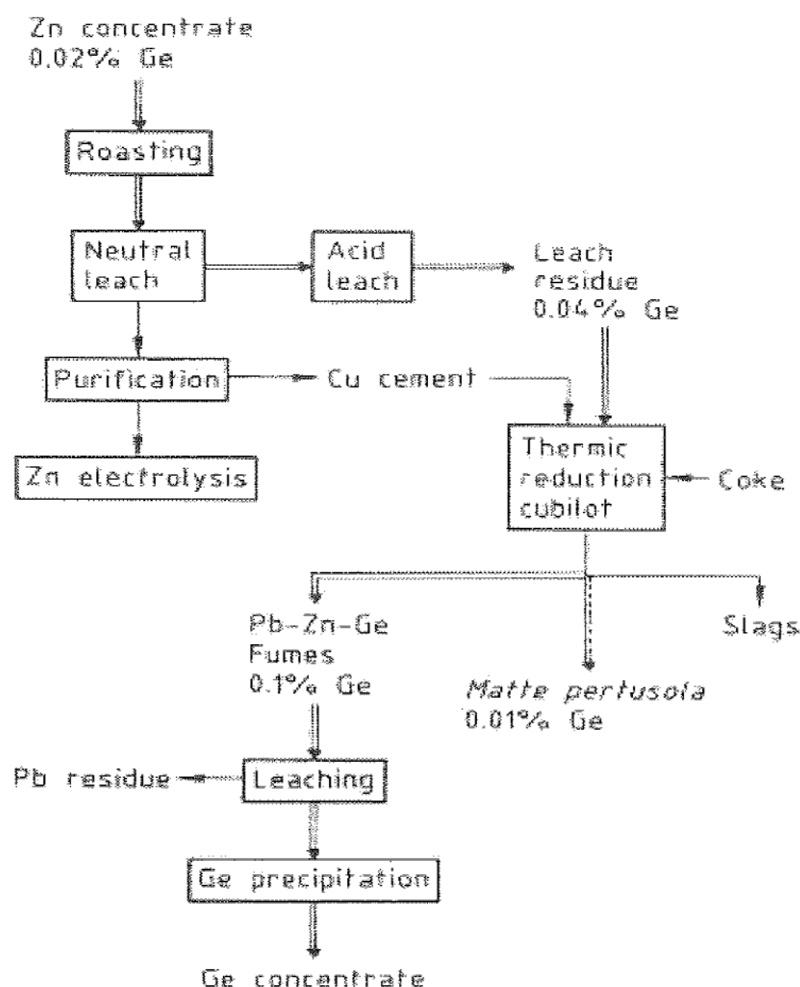 Zn concentrate
0.02% Ge
Roasting
Neutral
leach
Acid
leach
Leach
residue
0.04% Ge
Purification
Cu cement
Zn electrolysis
Thermic
reduction
cubilot
Coke
Pb-Zn-Ge
Fumes
0.1% Ge
Matte pertusola
0.01% Ge
Slags
Pb residue
Leaching
Ge precipitation
Ge concentrate